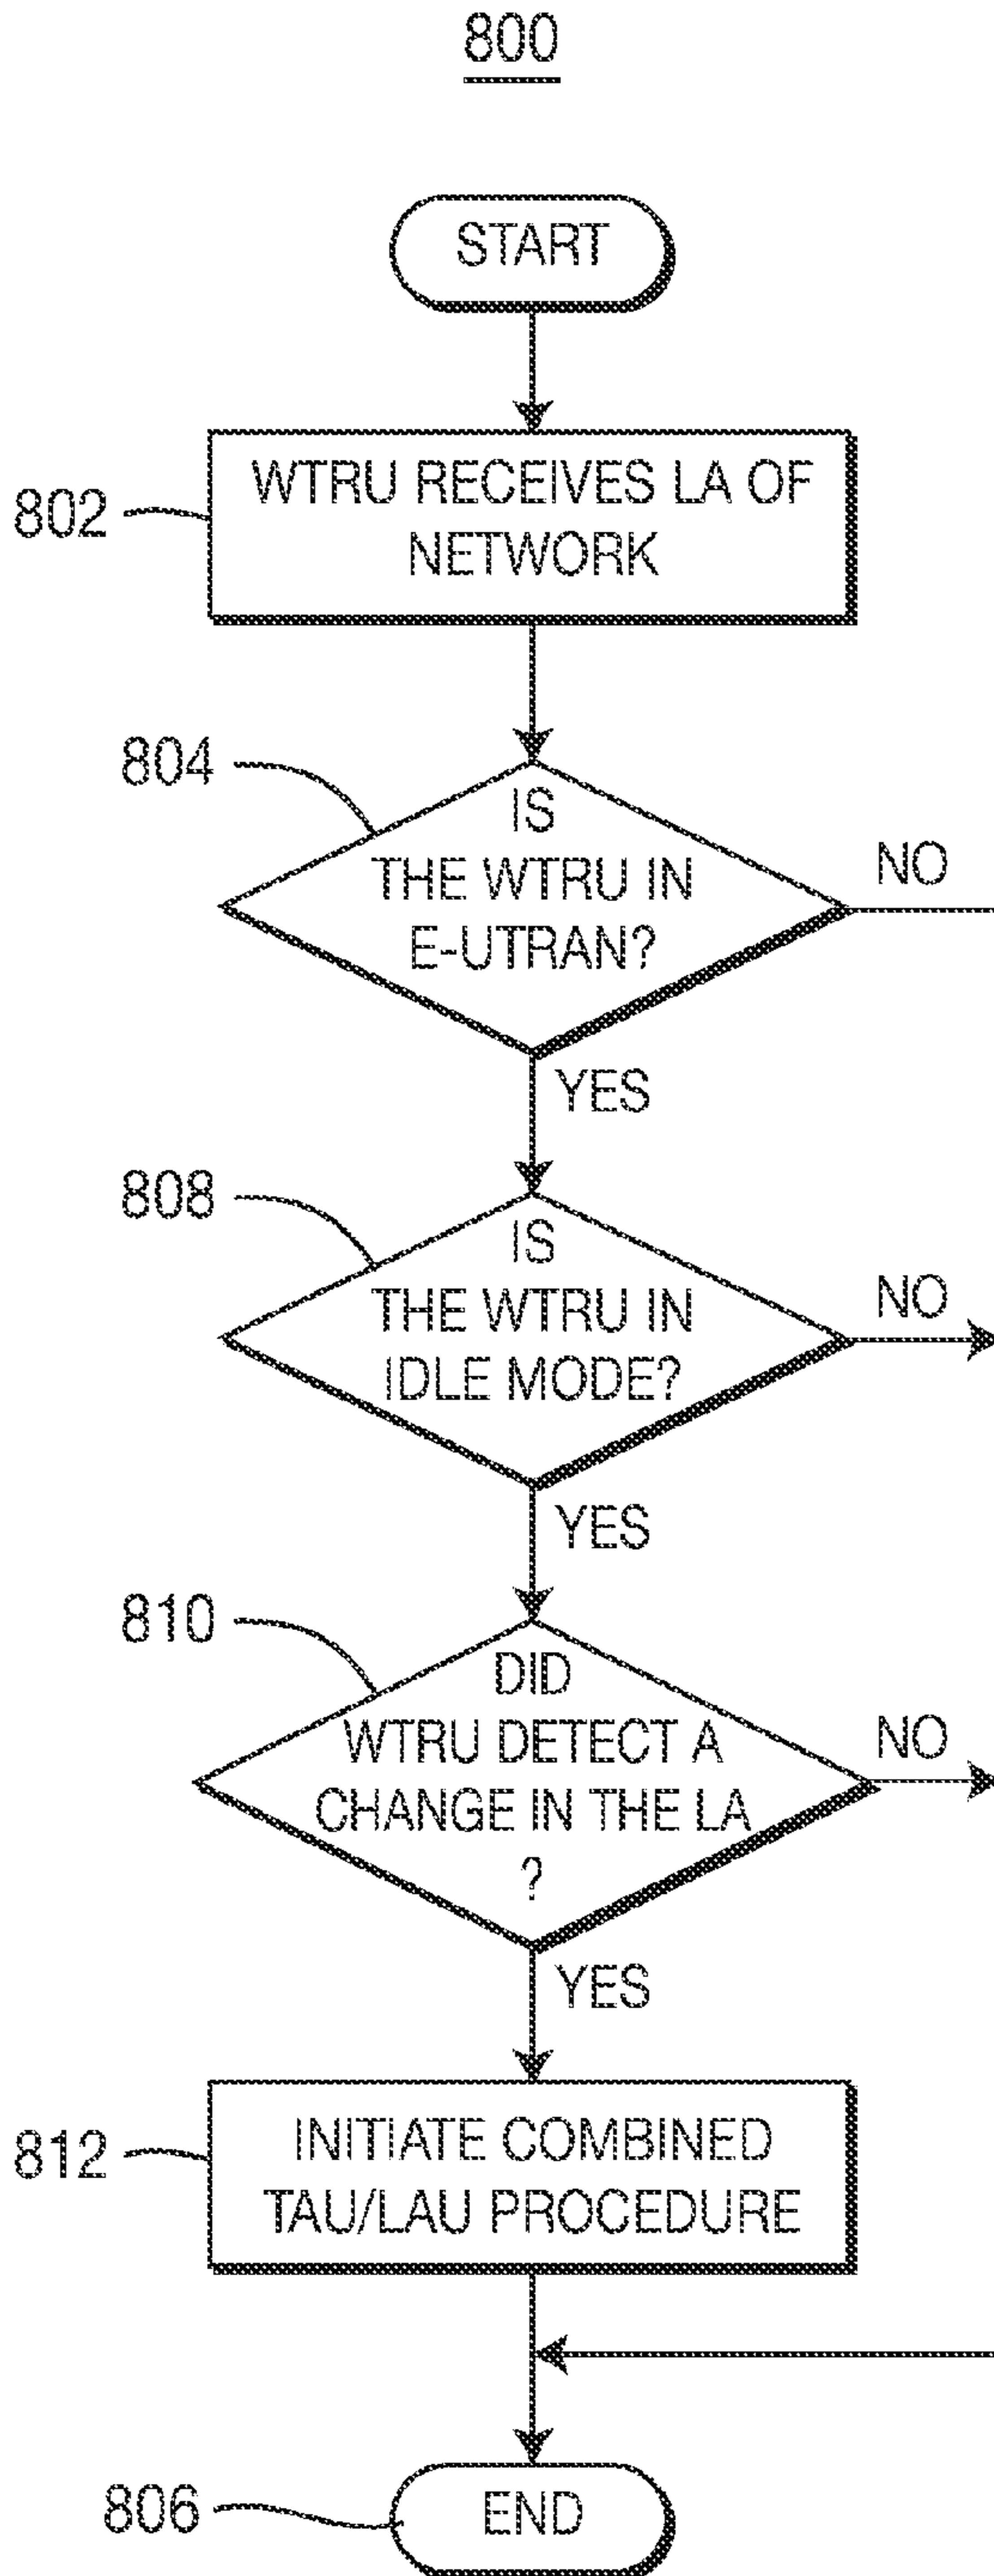 800
START
802
WTRU RECEIVES LA OF
NETWORK
804
IS
THE WTRU IN
E-UTRAN?
NO
YES
808
IS
THE WTRU IN
IDLE MODE?
NO
YES
810
DID
WTRU DETECT A
CHANGE IN THE LA
?
NO
YES
812
INITIATE COMBINED
TAU/LAU PROCEDURE
806
END